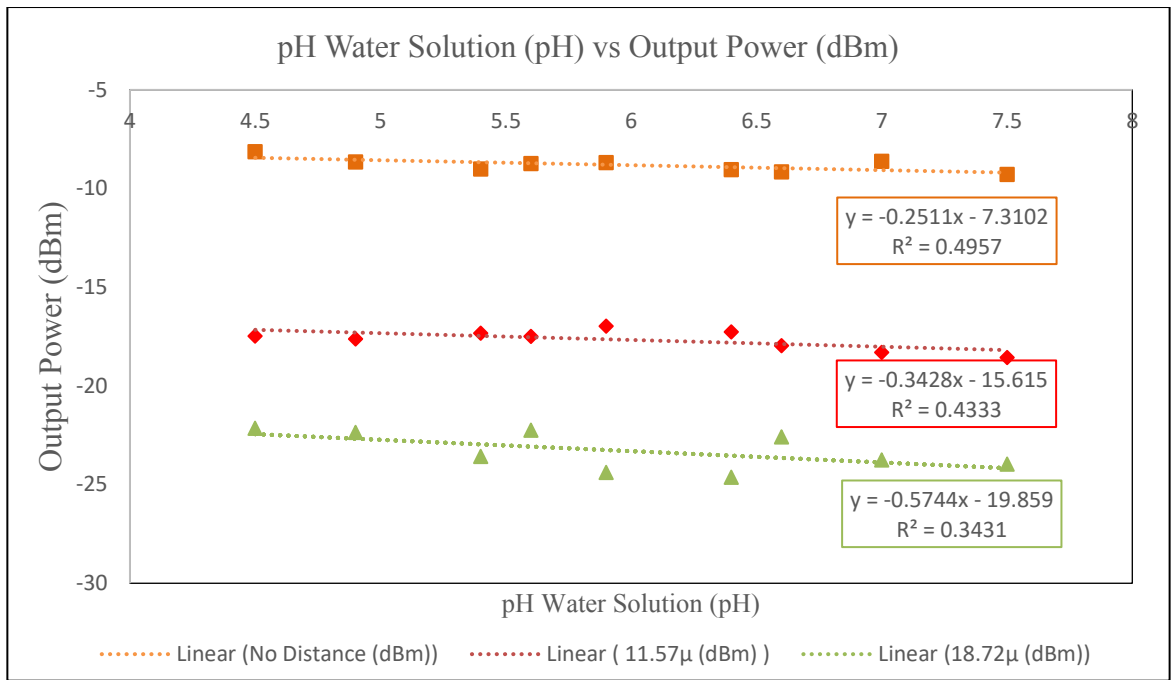 pH Water Solution (pH) vs Output Power (dBm)
-5
4 4.5 5 5.6 6 6.5 7 7.5 8
-10
y = -0.2511x - 7.3102
R² = 0.4957
-15
y = -0.3428x - 15.615
R² = 0.4333
-20
-25
y = -0.5744x - 19.859
R² = 0.3431
-30
Output Power (dBm)
pH Water Solution (pH)
Linear (No Distance (dBm)) Linear ( 11.57µ (dBm) ) Linear (18.72µ (dBm))